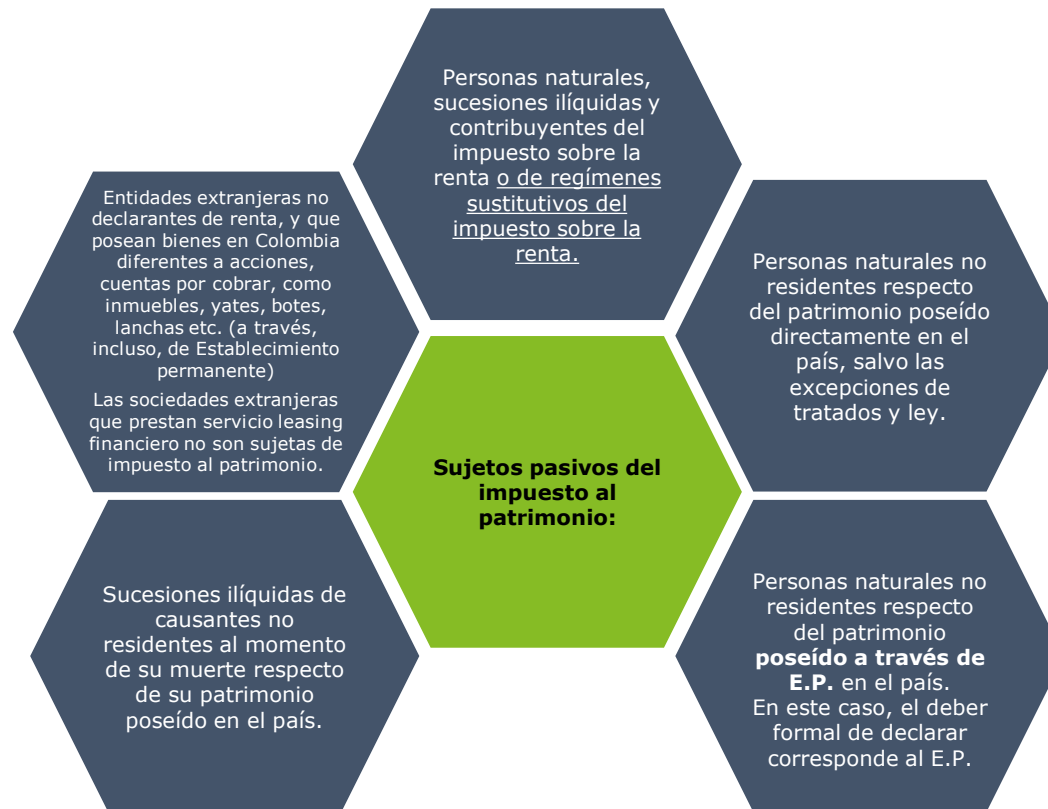 Personas naturales,
sucesiones ilíquidas y
contribuyentes del
impuesto sobre la
renta o de regímenes
sustitutivos del
impuesto sobre la
renta.
Entidades extranjeras no
declarantes de renta, y que
posean bienes en Colombia
diferentes a acciones,
cuentas por cobrar, como
inmuebles, yates, botes,
lanchas etc. (a través,
incluso, de Establecimiento
permanente)
Las sociedades extranjeras
que prestan servicio leasing
financiero no son sujetas de
impuesto al patrimonio.
Personas naturales no
residentes respecto
del patrimonio poseído
directamente en el
país, salvo las
excepciones de
tratados y ley.
Sujetos pasivos del
impuesto al
patrimonio:
Sucesiones ilíquidas de
causantes no
residentes al momento
de su muerte respecto
de su patrimonio
poseído en el país.
Personas naturales no
residentes respecto
del patrimonio
poseído a través de
E.P. en el país.
En este caso, el deber
formal de declarar
corresponde al E.P.